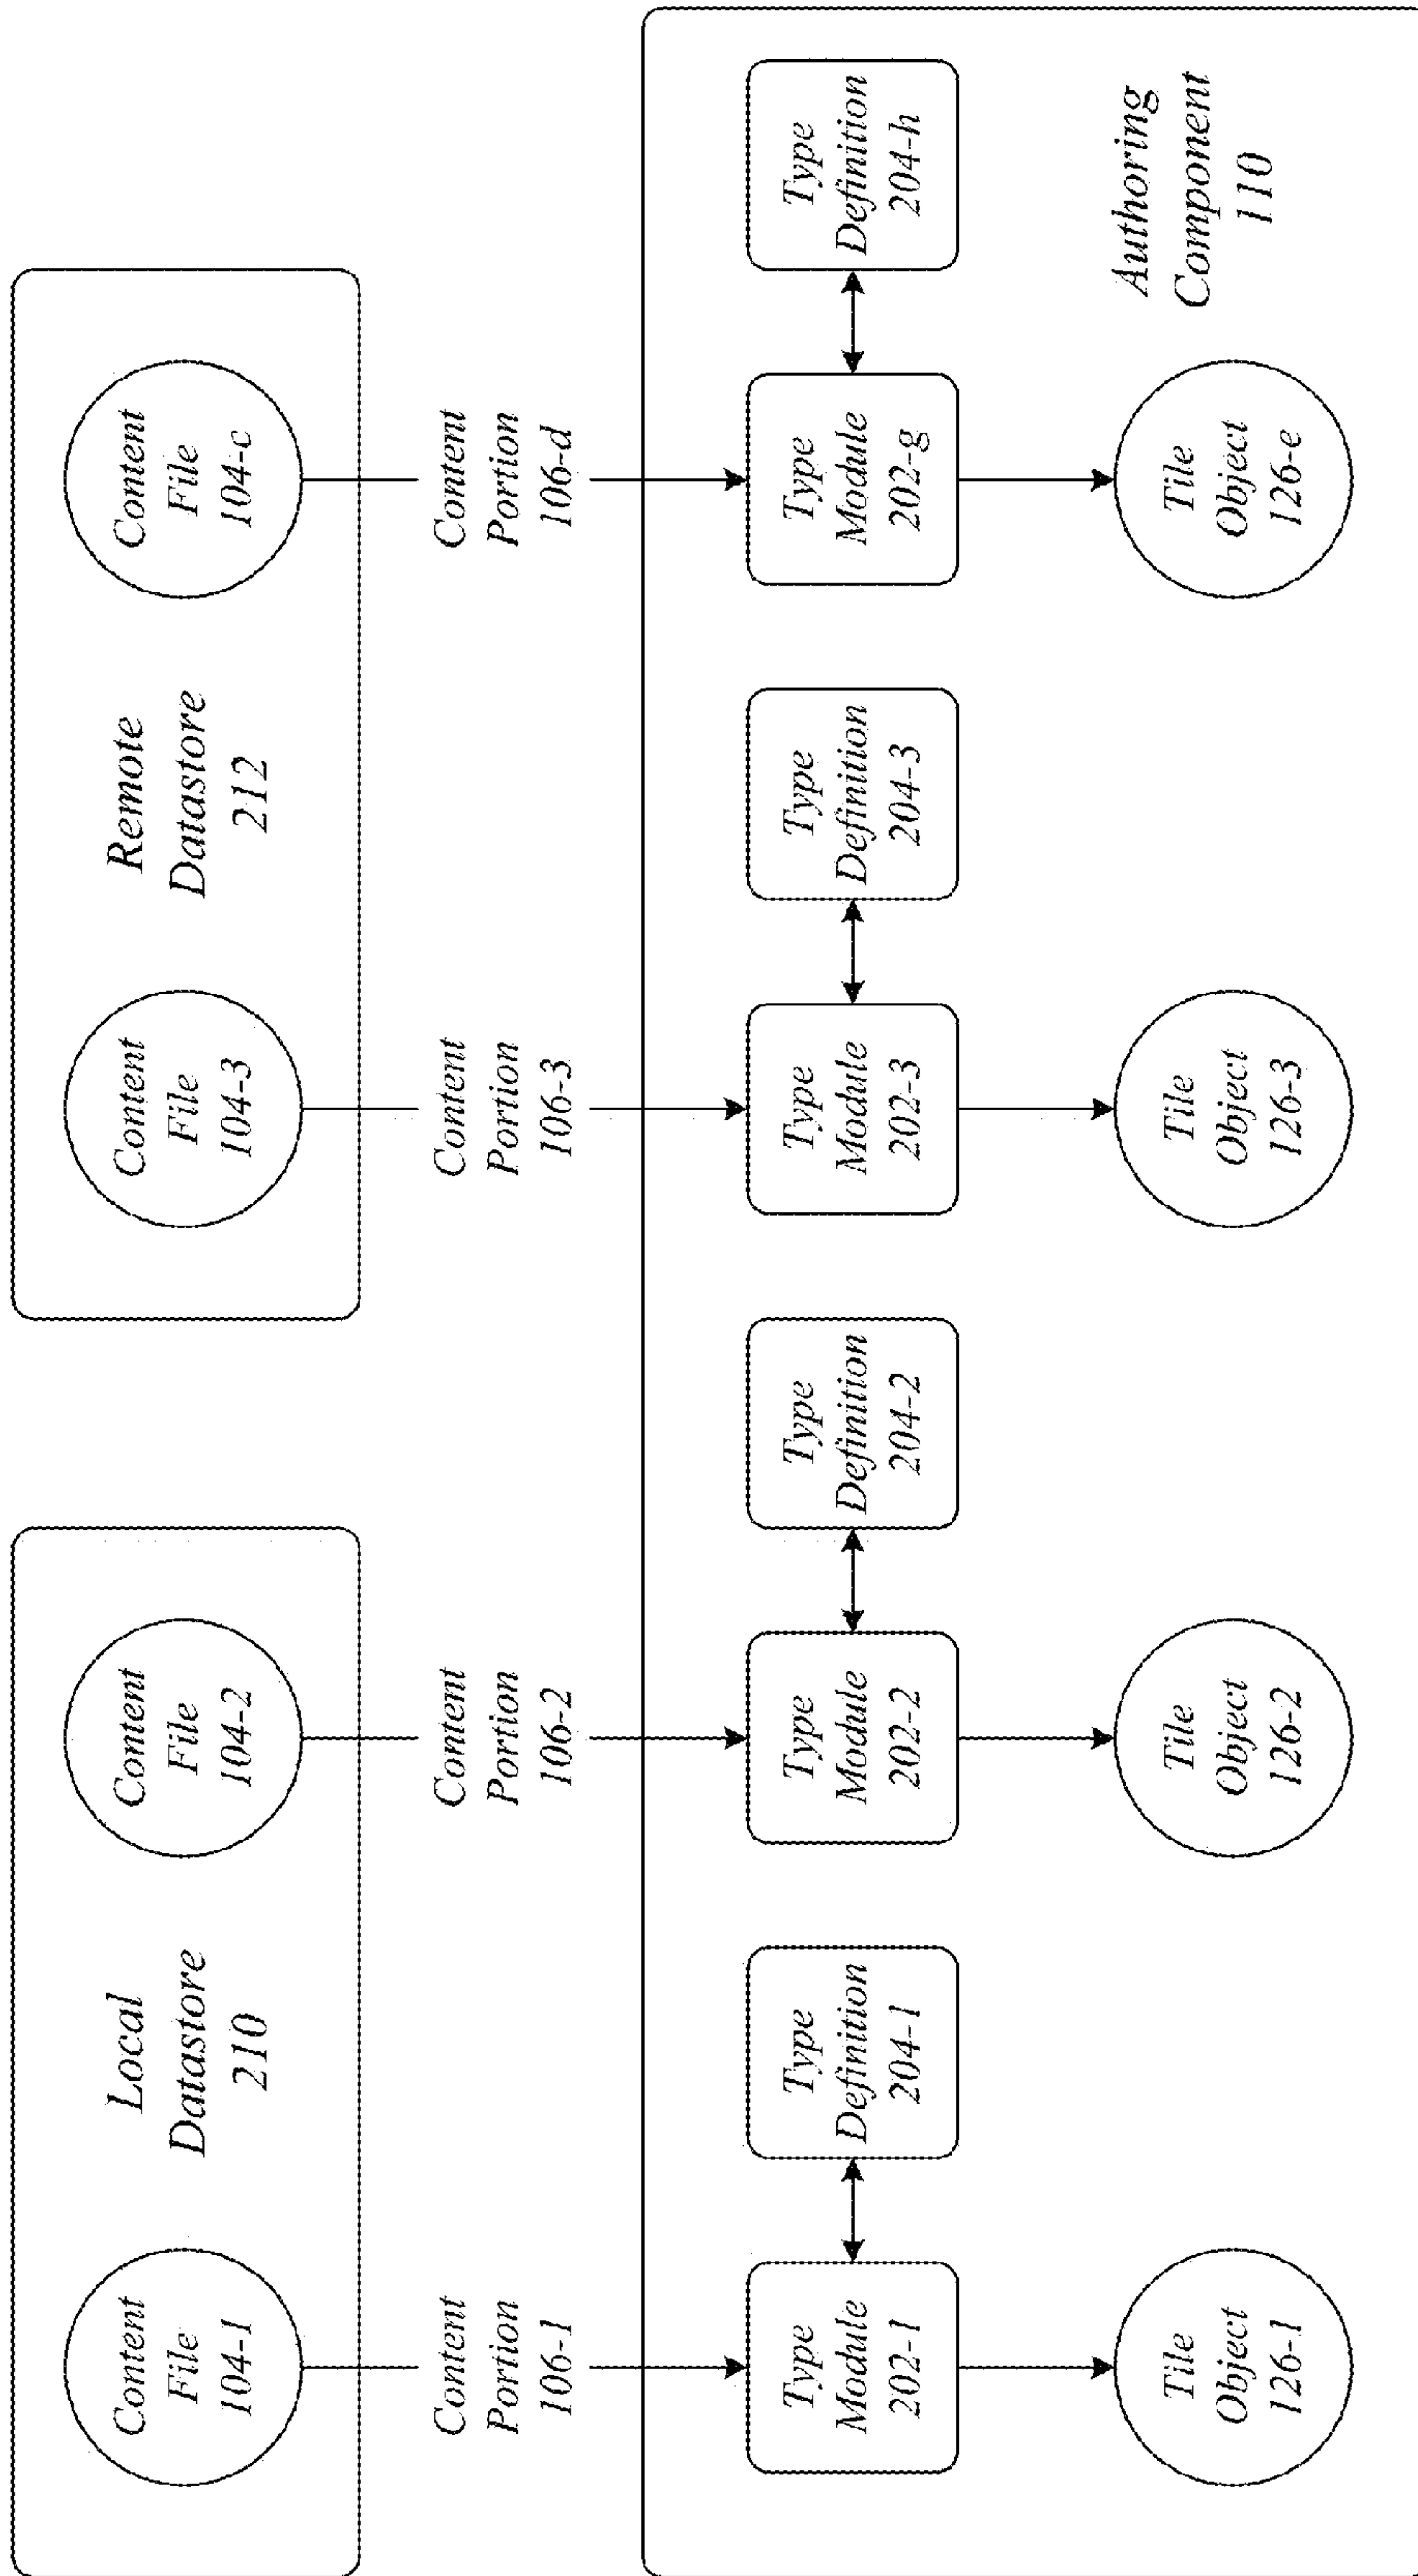 Local
Datastore
210
Remote
Datastore
212
Content
File
104-1
Content
File
104-2
Content
File
104-3
Content
File
104-c
Content
Portion
106-1
Content
Portion
106-2
Content
Portion
106-3
Content
Portion
106-d
Type
Module
202-1
Type
Definition
204-1
Type
Module
202-2
Type
Definition
204-2
Type
Module
202-3
Type
Definition
204-3
Type
Module
202-g
Type
Definition
204-h
Tile
Object
126-1
Tile
Object
126-2
Tile
Object
126-3
Tile
Object
126-e
Authoring
Component
110